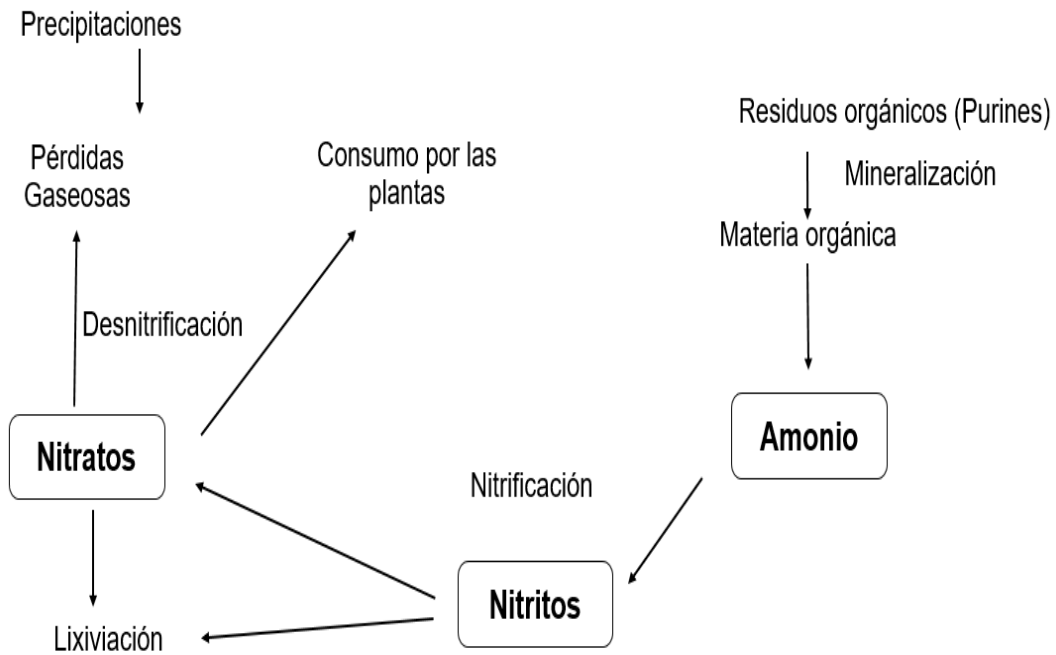 Precipitaciones
Residuos orgánicos (Purines)
Pérdidas
Gaseosas
Consumo por las
plantas
Mineralización
Materia orgánica
Desnitrificación
Nitratos
Amonio
Nitrificación
Nitritos
Lixiviación